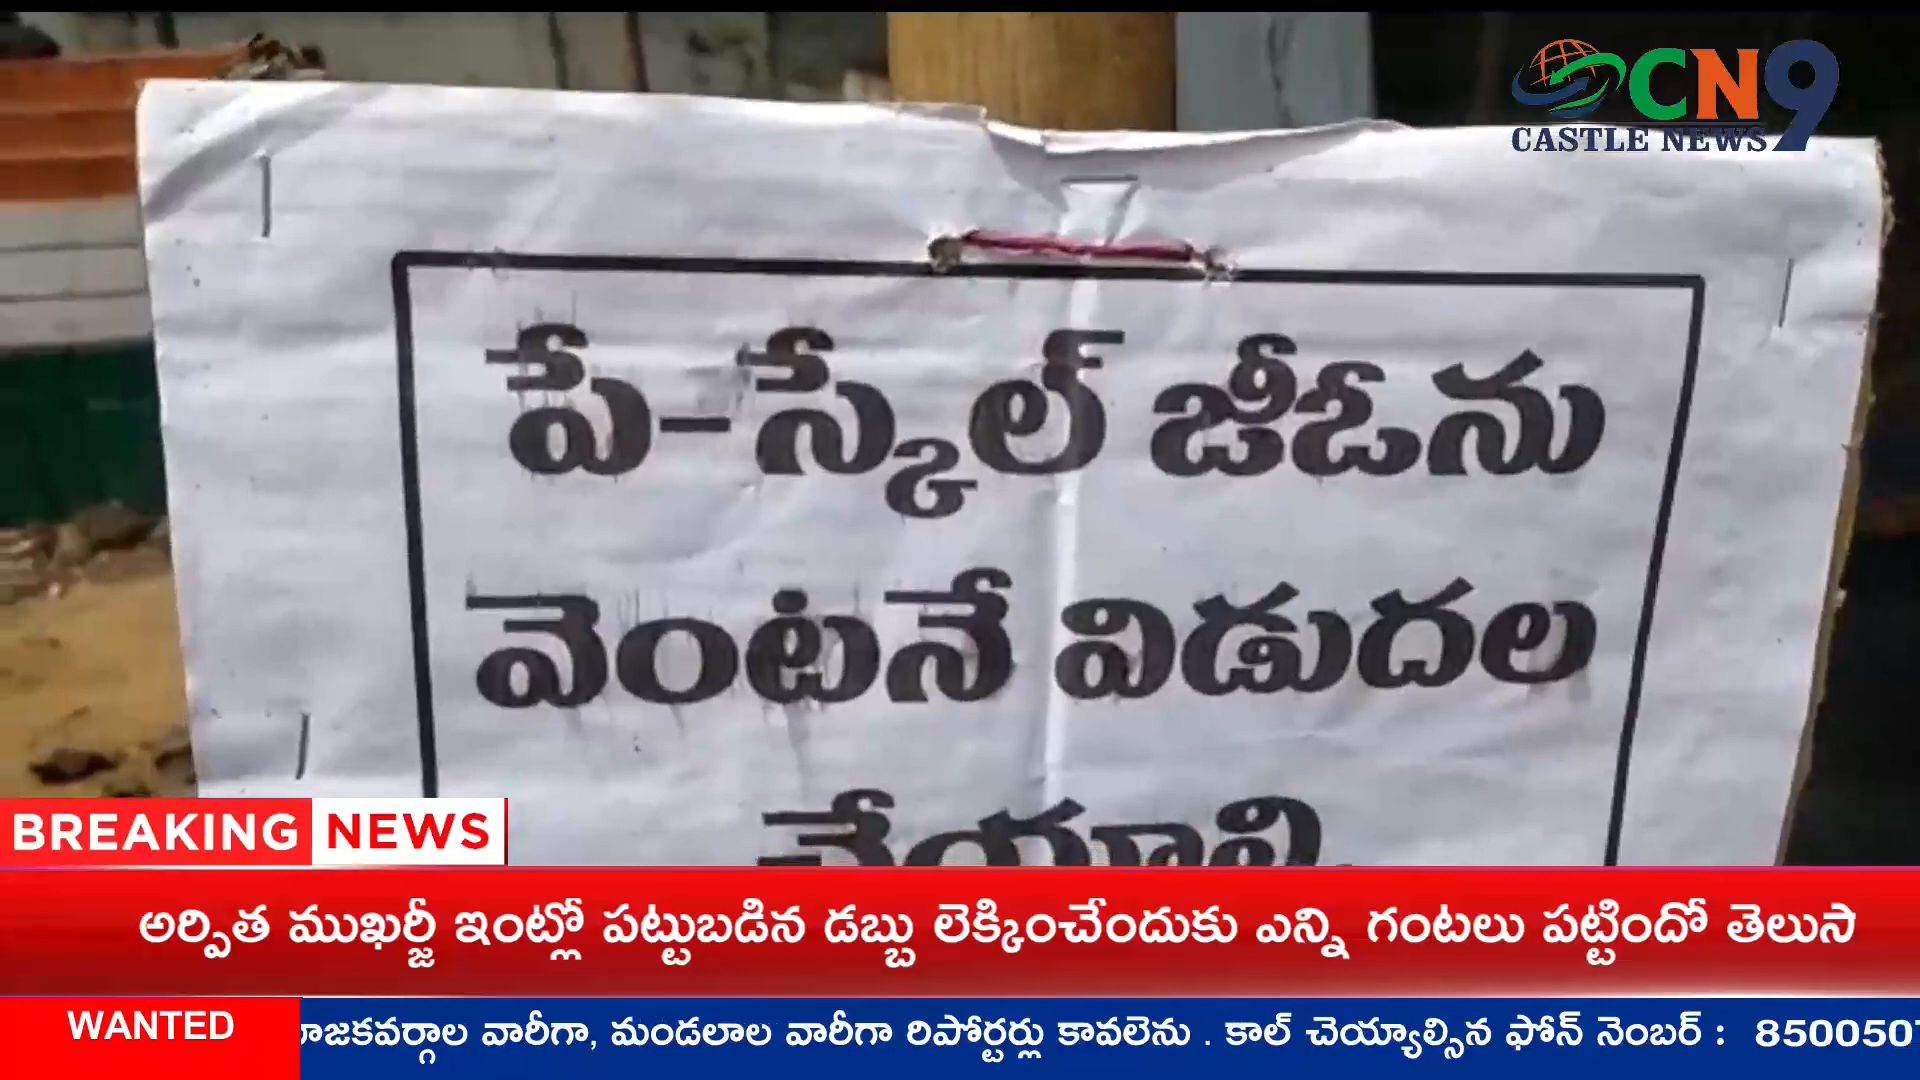 CN9
CASTLE NEWS
పే-స్కేల్ జీఓను
వెంటనే విడుదల
చేయాలి.
BREAKING NEWS
అర్పిత ముఖర్జీ ఇంట్లో పట్టుబడిన డబ్బు లెక్కించేందుకు ఎన్ని గంటలు పట్టిందో తెలుసా
WANTED
వారీగా, మండలాల వారీగా రిపోర్టర్లు కావలెను . కాల్ చెయ్యాల్సిన ఫోన్ నెంబర్ :